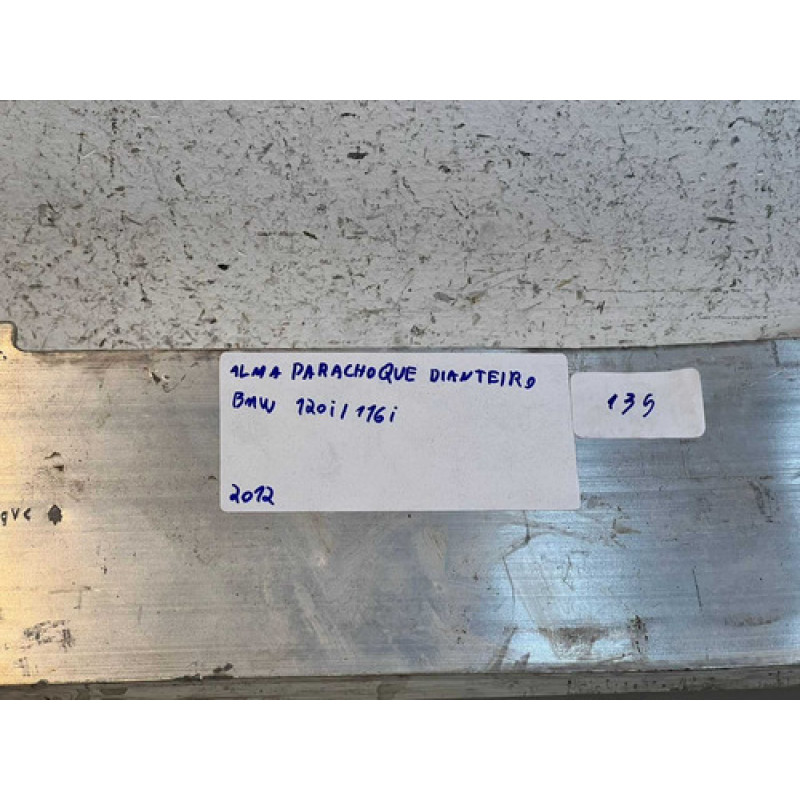 ALMA PARACHOQUE DIANTEIRO
BMW 120i/116i
2012
139